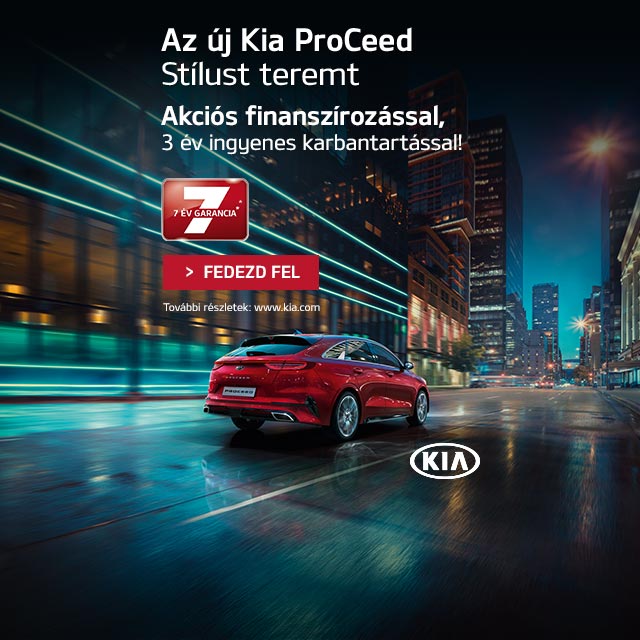 Az új Kia ProCeed
Stílust teremt
Akciós finanszírozással,
3 év ingyenes karbantartással!
7
7 ÉV GARANCIA**
> FEDEZD FEL
További részletek: www.kia.com
PROCEED
KIA